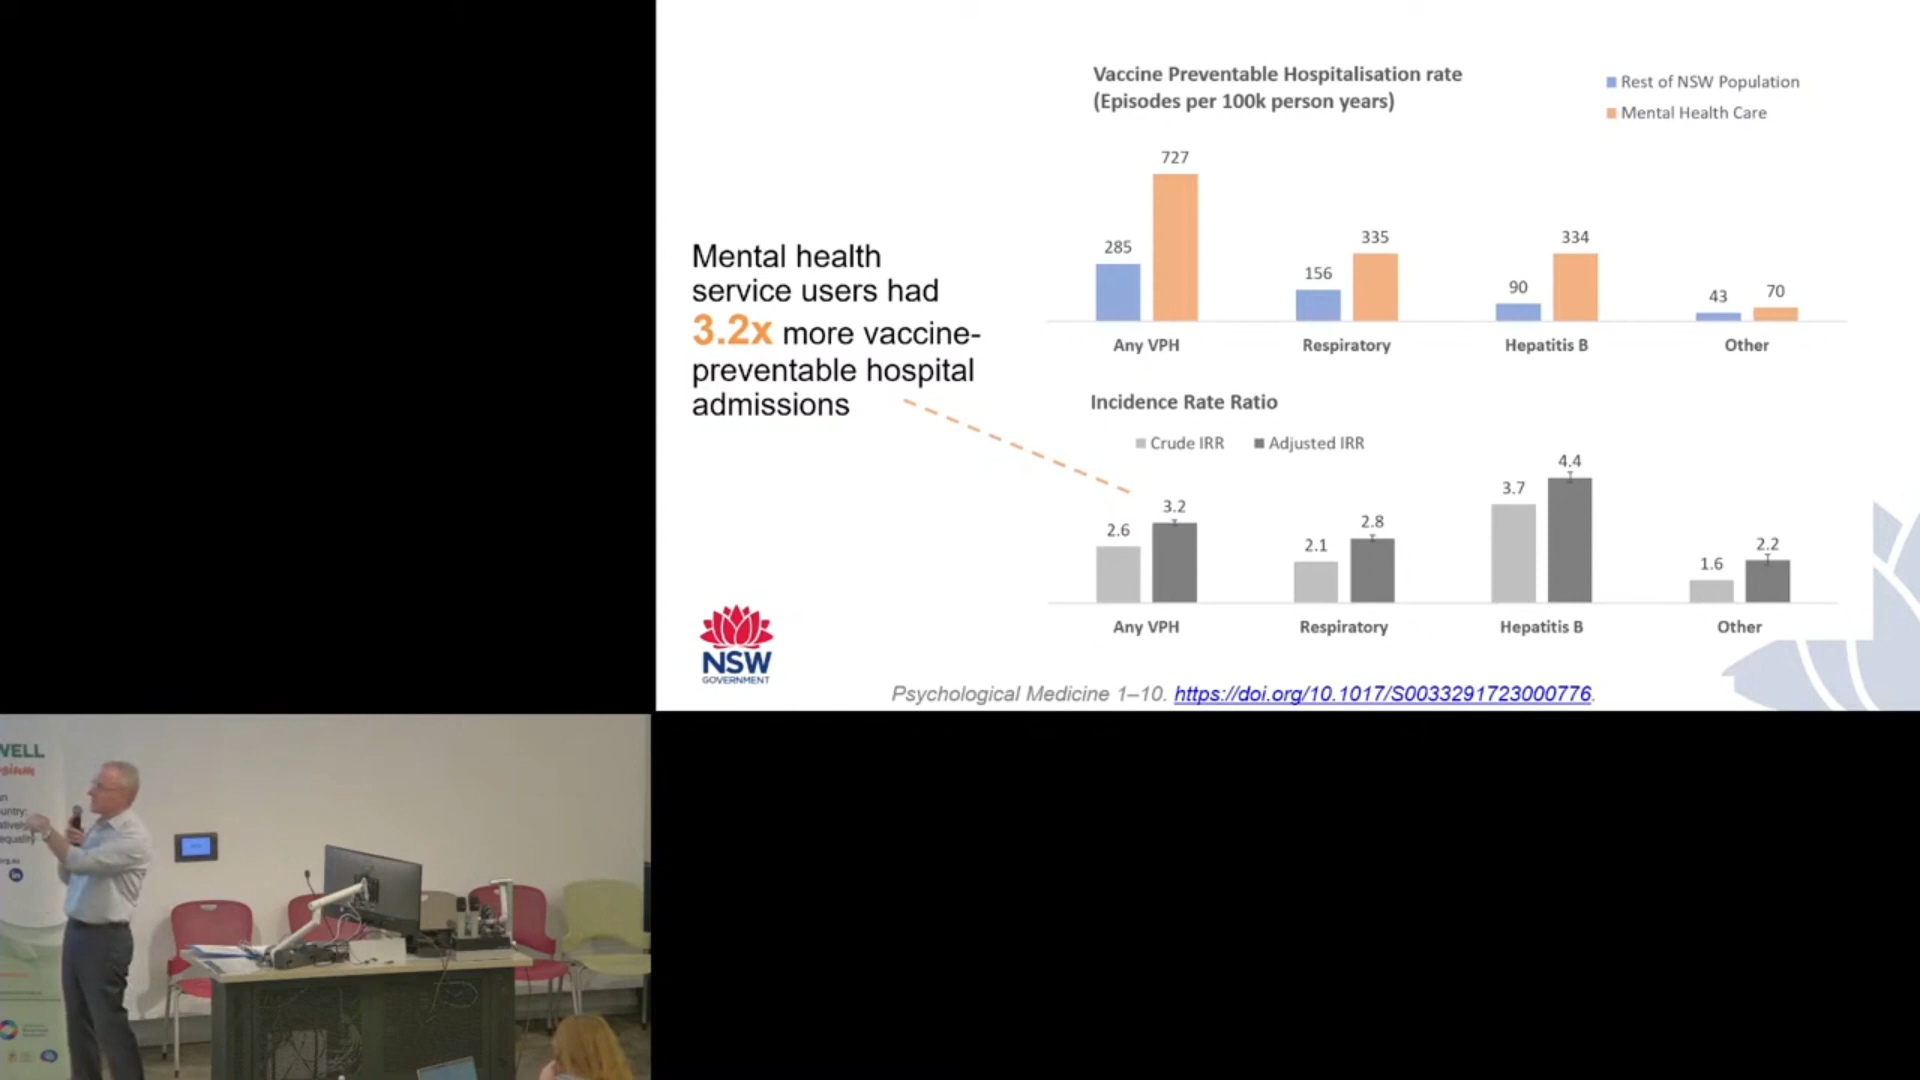 Vaccine Preventable Hospitalisation rate
(Episodes per 100k person years)
Rest of NSW Population
Mental Health Care
285
727
156
335
90
334
43
70
Any VPH
Respiratory
Hepatitis B
Other
Mental health
service users had
3.2x more vaccine-
preventable hospital
admissions
Incidence Rate Ratio
Crude IRR
Adjusted IRR
2.6
3.2
2.1
2.8
3.7
4.4
1.6
2.2
Any VPH
Respiratory
Hepatitis B
Other
NSW
GOVERNMENT
Psychological Medicine 1–10. https://doi.org/10.1017/S0033291723000776.
WELL